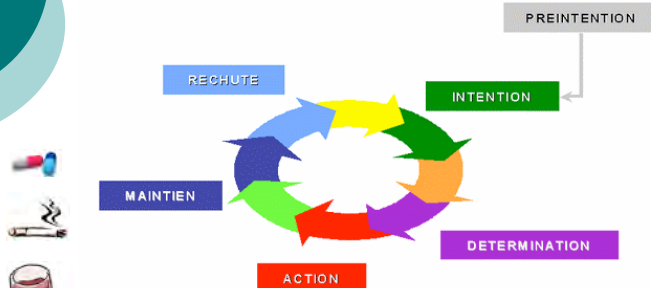 PREINTENTION
RECHUTE
INTENTION
MAINTIEN
DETERMINATION
ACTION